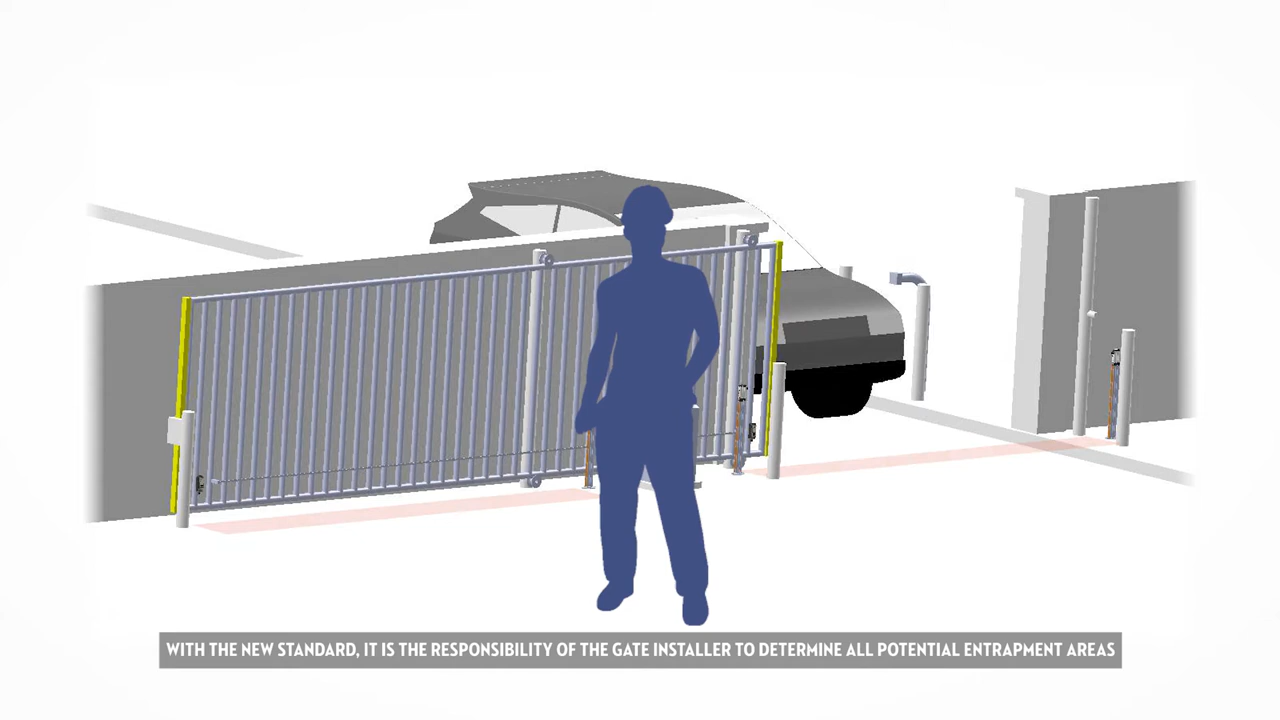 WITH THE NEW STANDARD, IT IS THE RESPONSIBILITY OF THE GATE INSTALLER TO DETERMINE ALL POTENTIAL ENTRAPMENT AREAS